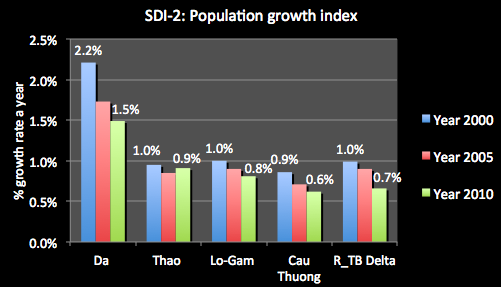 SDI-2: Population growth index
% growth rate a year
2.5%
2.0%
1.5%
1.0%
0.5%
0.0%
2.2%
1.5%
1.0%
0.9%
1.0%
0.8%
0.9%
0.6%
1.0%
0.7%
Da
Thao
Lo-Gam
Cau
Thuong
R_TB Delta
Year 2000
Year 2005
Year 2010